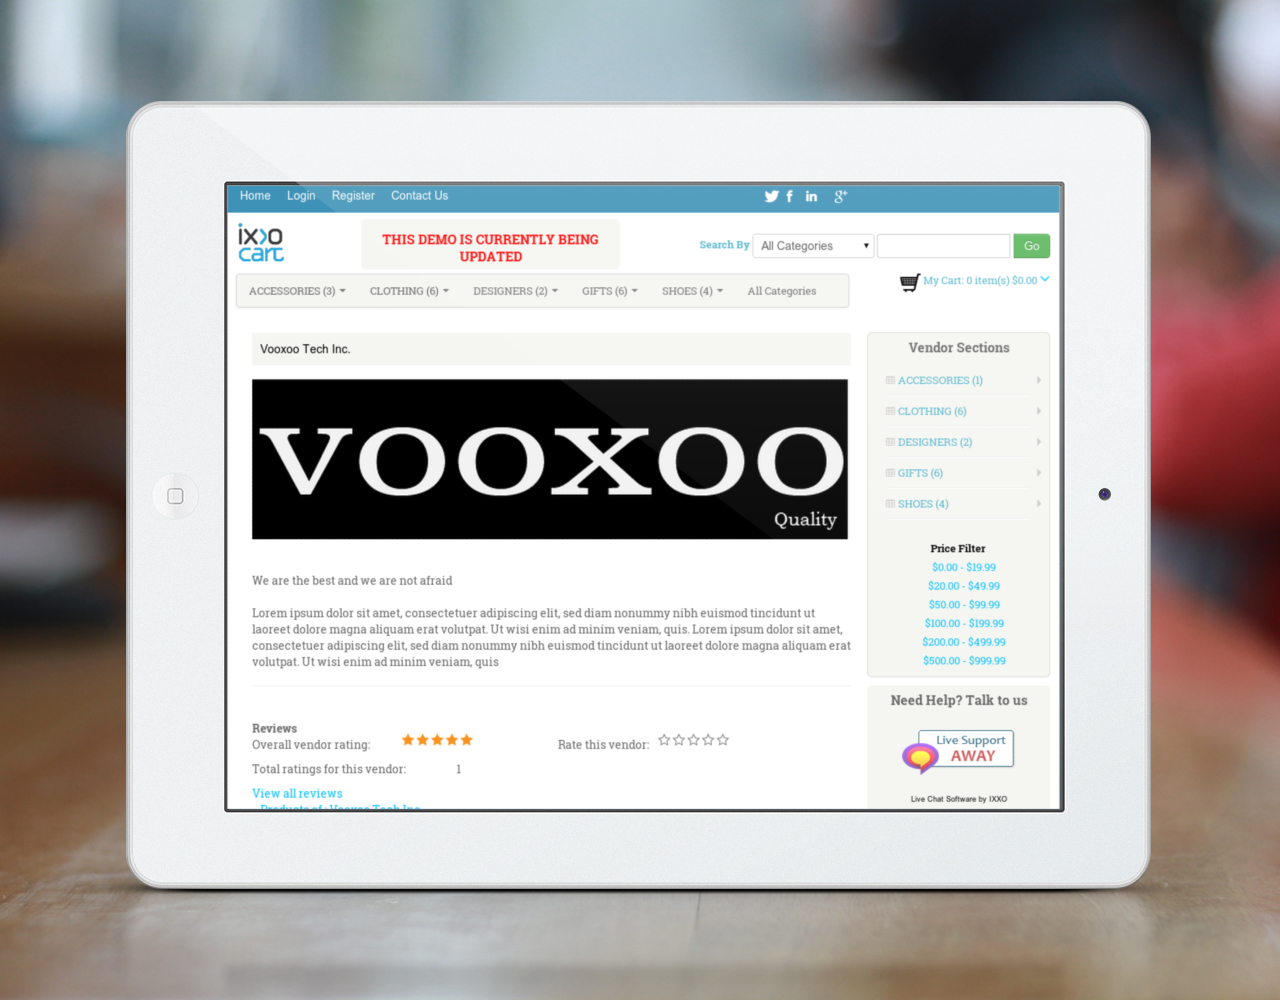 Home Login Register Contact Us
ixxo
cart
THIS DEMO IS CURRENTLY BEING
UPDATED
Search By All Categories Go
My Cart: 0 item(s) $0.00
ACCESSORIES (3) CLOTHING (6) DESIGNERS (2) GIFTS (6) SHOES (4) All Categories
Vooxoo Tech Inc.
VOOXOO
Quality
We are the best and we are not afraid
Lorem ipsum dolor sit amet, consectetuer adipiscing elit, sed diam nonummy nibh euismod tincidunt ut
laoreet dolore magna aliquam erat volutpat. Ut wisi enim ad minim veniam, quis. Lorem ipsum dolor sit amet,
consectetuer adipiscing elit, sed diam nonummy nibh euismod tincidunt ut laoreet dolore magna aliquam erat
volutpat. Ut wisi enim ad minim veniam, quis
Reviews
Overall vendor rating: Rate this vendor:
Total ratings for this vendor: 1
View all reviews
Products of : Vooxoo Tech Inc.
Vendor Sections
ACCESSORIES (1)
CLOTHING (6)
DESIGNERS (2)
GIFTS (6)
SHOES (4)
Price Filter
$0.00 - $19.99
$20.00 - $49.99
$50.00 - $99.99
$100.00 - $199.99
$200.00 - $499.99
$500.00 - $999.99
Need Help? Talk to us
Live Support
AWAY
Live Chat Software by IXXO